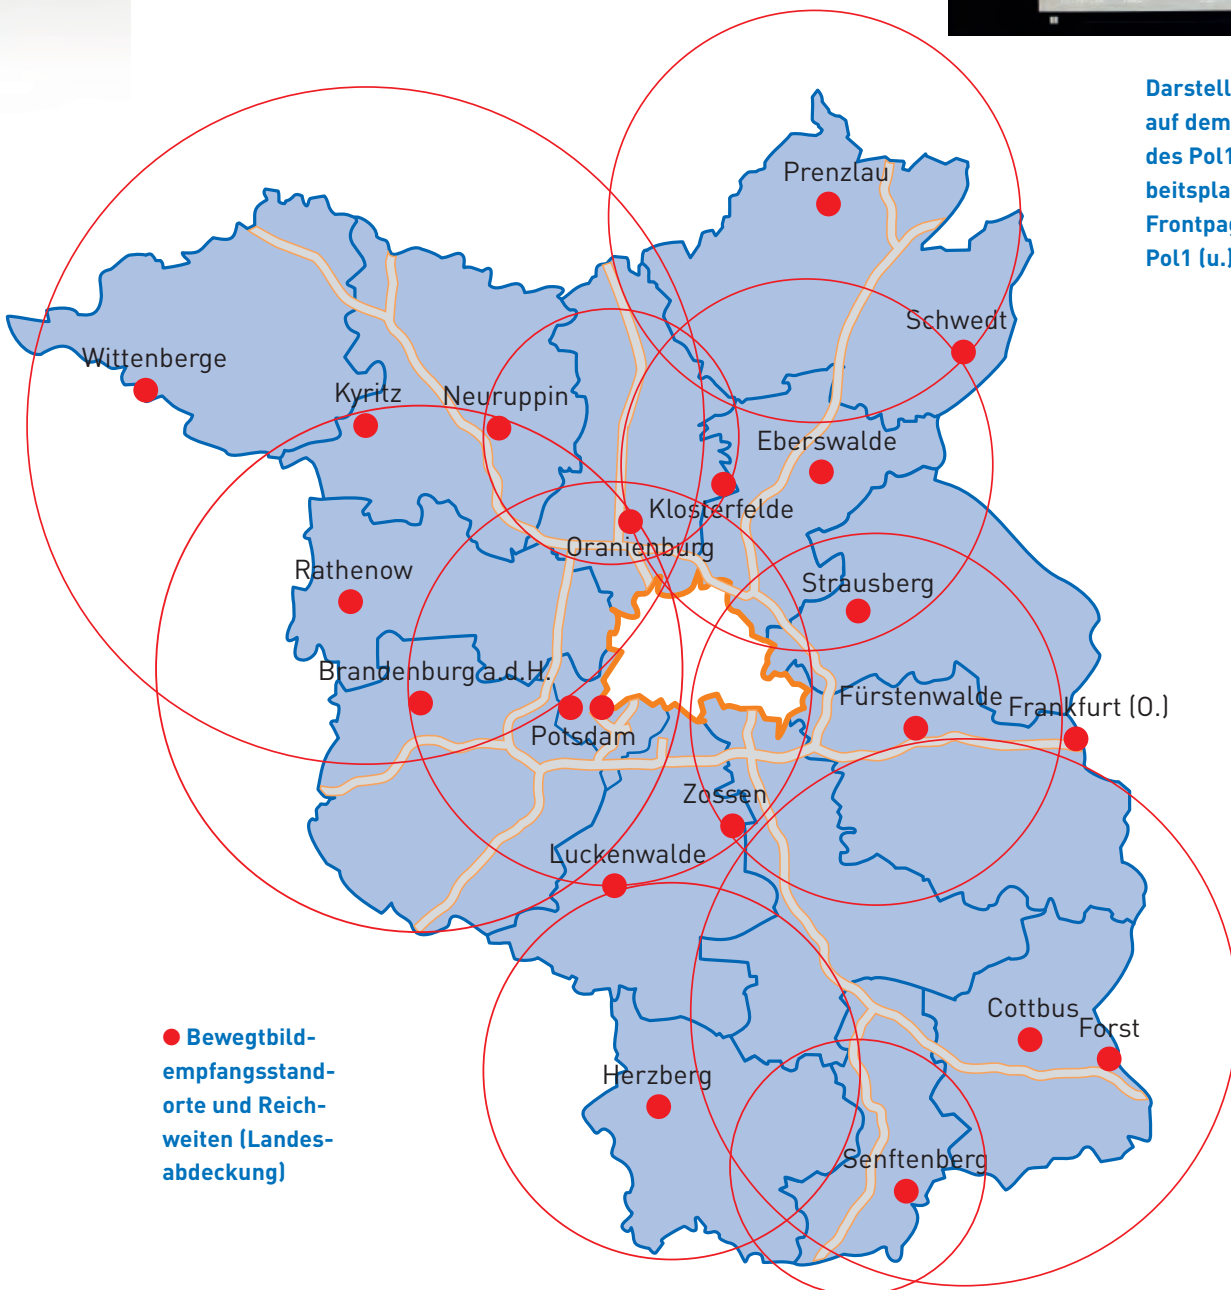 Darstell
auf dem
des Pol1
beitspla
Frontpag
Pol1 (u.)
Prenzlau
Schwedt
Wittenberge
Kyritz
Neuruppin
Eberswalde
Klosterfelde
Oranienburg
Rathenow
Strausberg
Brandenburg a.d.H.
Fürstenwalde
Frankfurt (O.)
Potsdam
Zossen
Luckenwalde
Cottbus
Forst
Herzberg
Senftenberg
Bewegtbild-
empfangsstand-
orte und Reich-
weiten (Landes-
abdeckung)